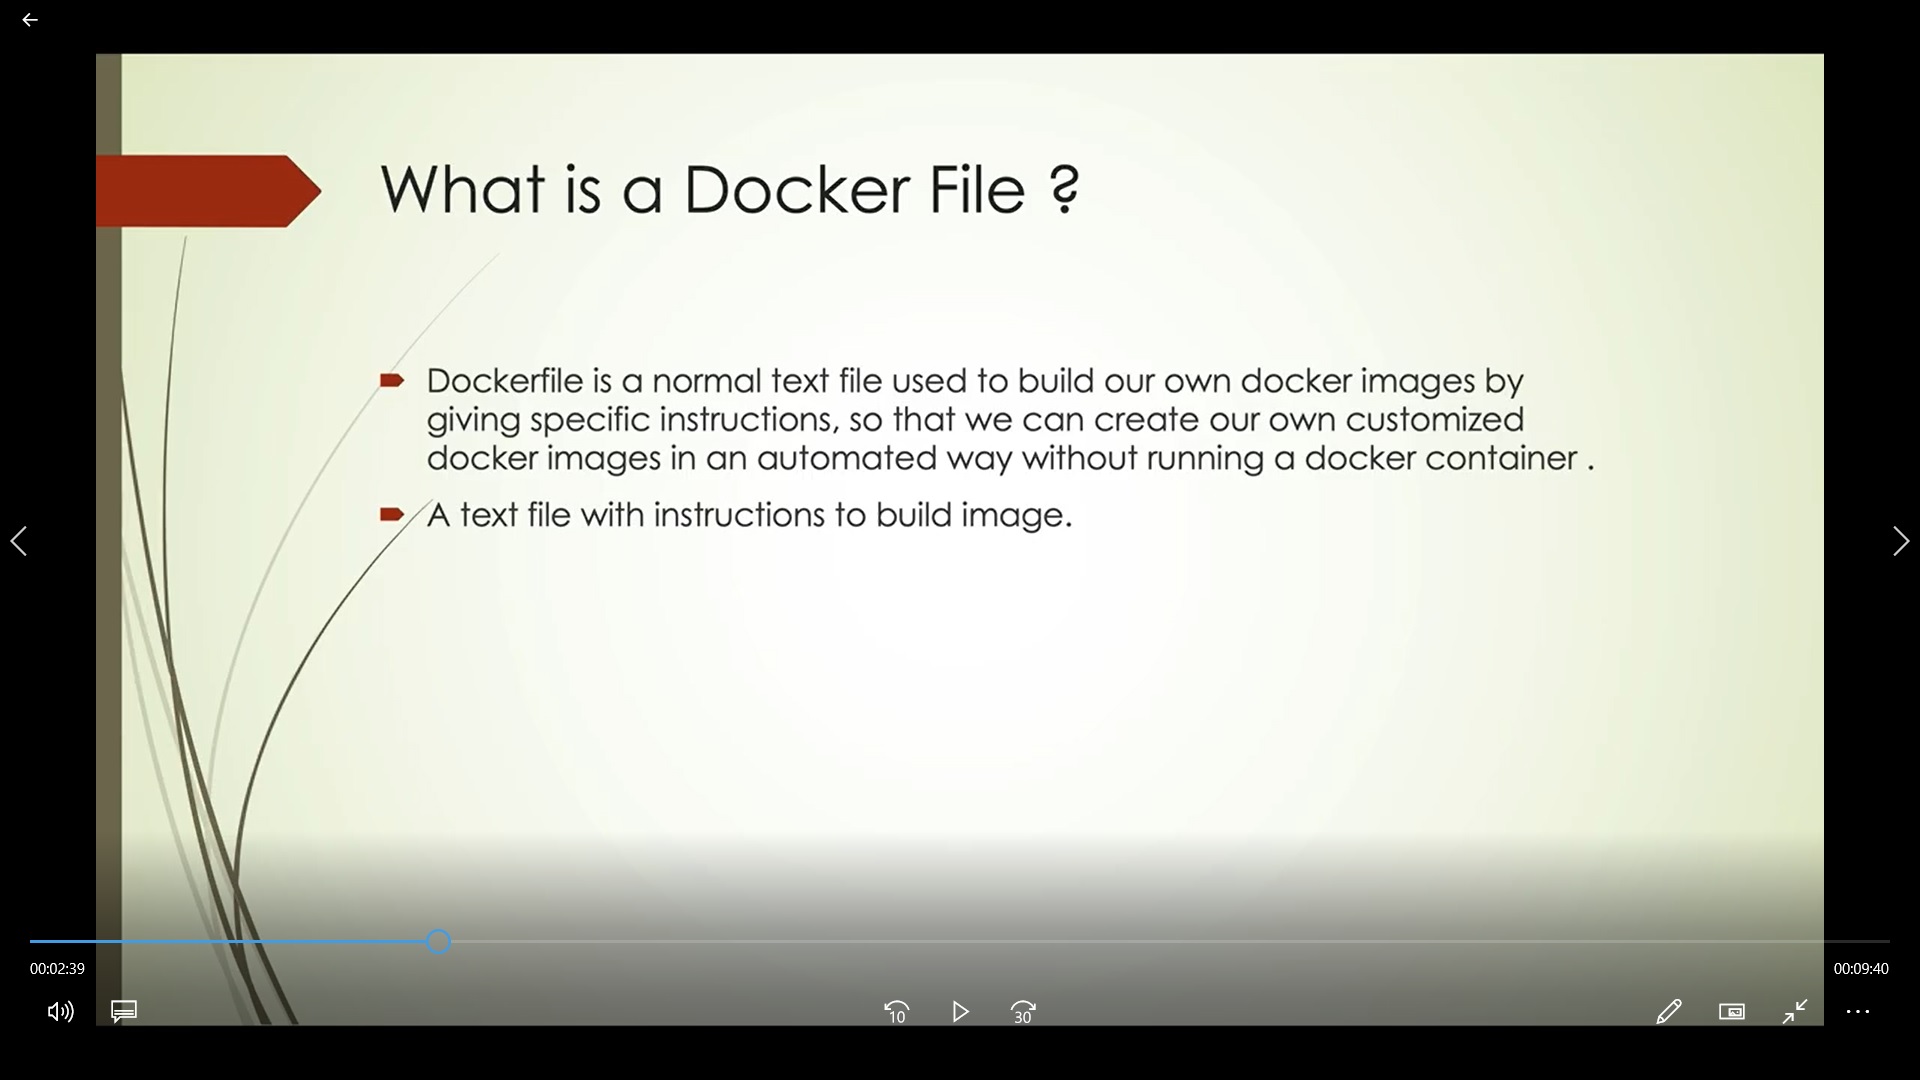 What is a Docker File ?
Dockerfile is a normal text file used to build our own docker images by
giving specific instructions, so that we can create our own customized
docker images in an automated way without running a docker container .
A text file with instructions to build image.
00:02:39
00:09:40
10
30